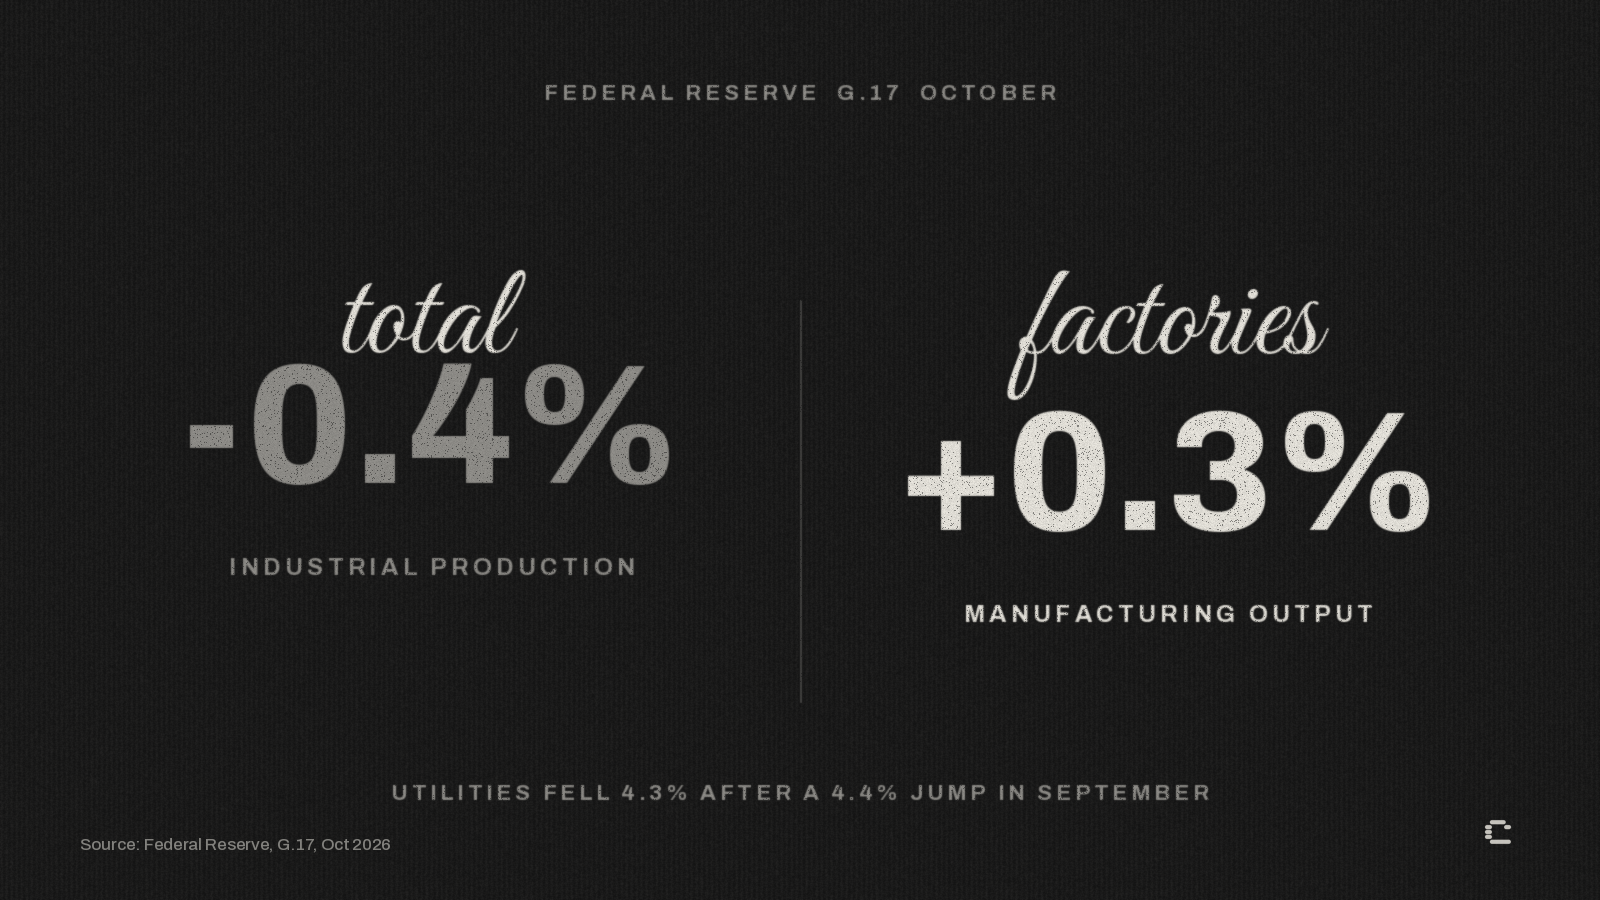 FEDERAL RESERVE G.17 OCTOBER
total
-0.4%
INDUSTRIAL PRODUCTION
factories
+0.3%
MANUFACTURING OUTPUT
UTILITIES FELL 4.3% AFTER A 4.4% JUMP IN SEPTEMBER
Source: Federal Reserve, G.17, Oct 2026